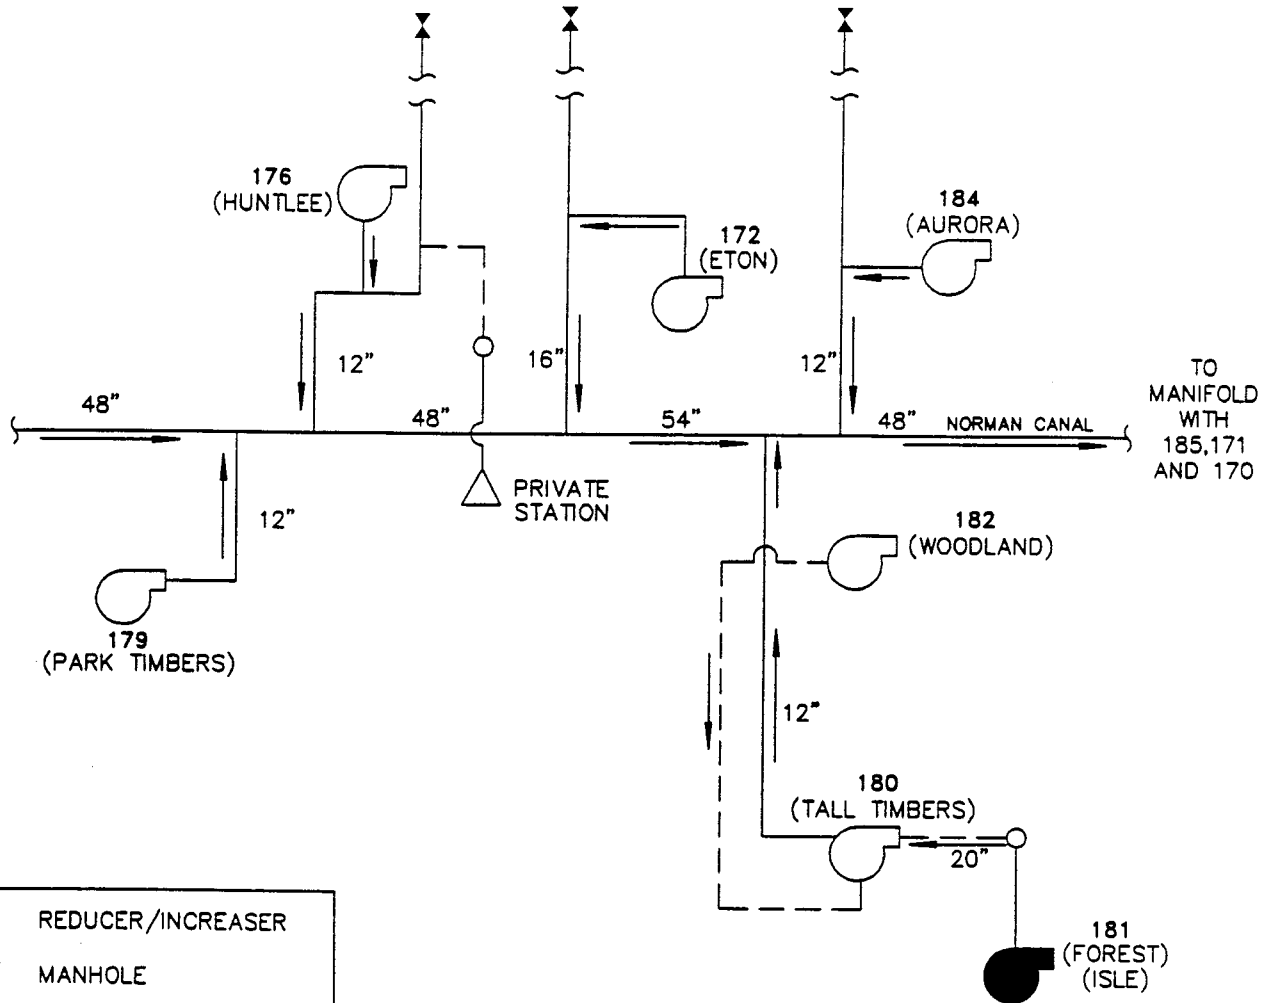 176
(HUNTLEE)
172
(ETON)
184
(AURORA)
12"
16"
12"
48"
48"
54"
48"
NORMAN CANAL
TO
MANIFOLD
WITH
185,171
AND 170
12"
PRIVATE
STATION
182
(WOODLAND)
179
(PARK TIMBERS)
12"
180
(TALL TIMBERS)
20"
181
(FOREST)
(ISLE)
REDUCER/INCREASER
MANHOLE